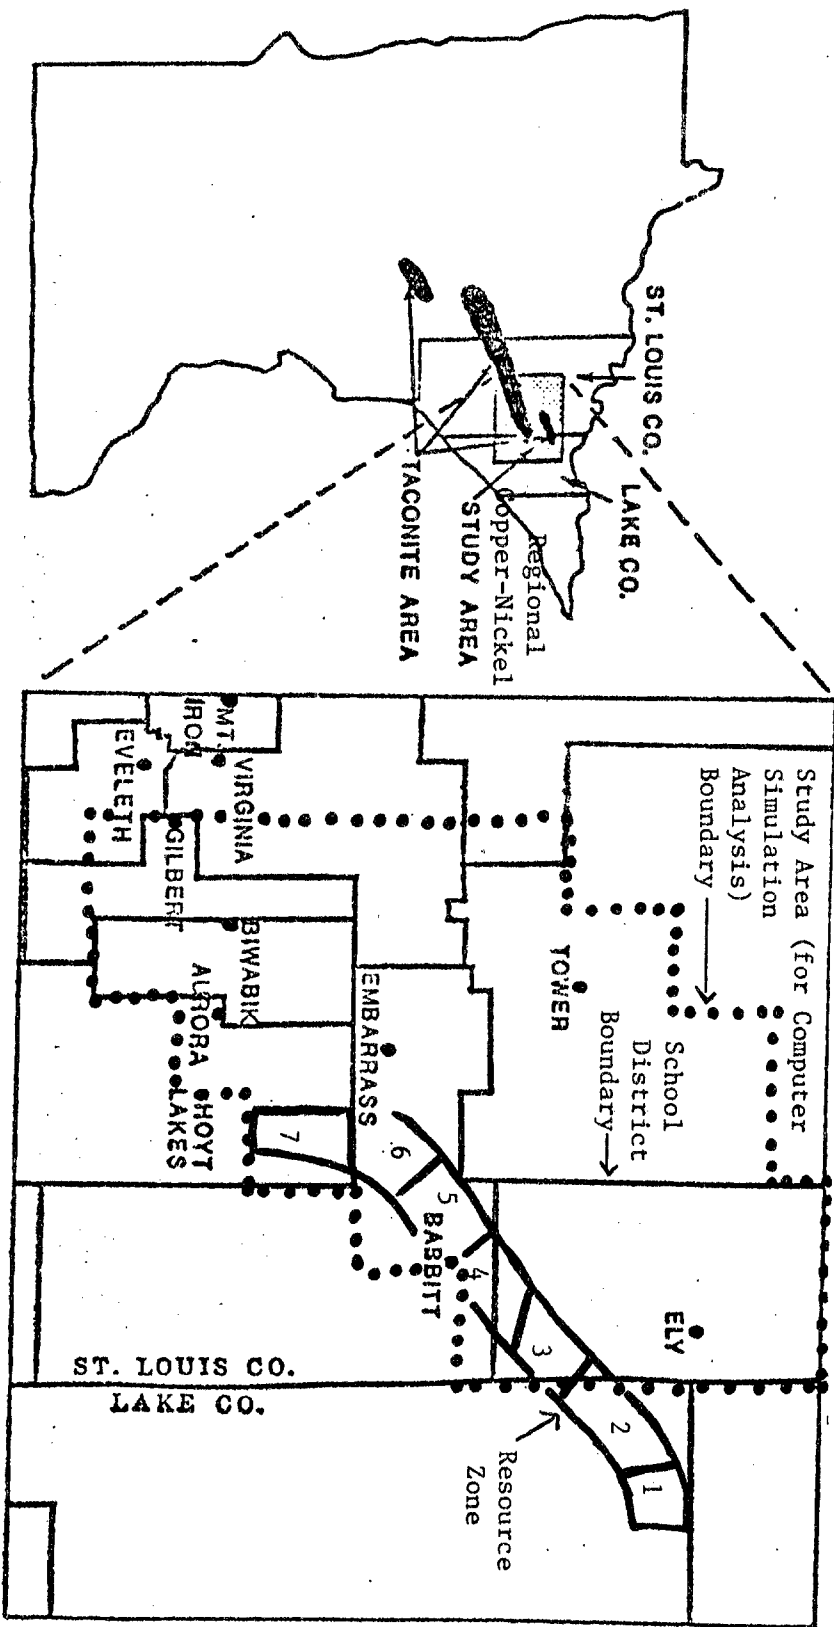 ST. LOUIS CO.
LAKE CO.
Regional
Copper-Nickel
STUDY AREA
TACONITE AREA
Study Area (for Computer
Simulation
Analysis)
Boundary
School
District
Boundary
TOWER
ELY
EMBARRASS
BABBITT
MT.
IRON
VIRGINIA
EVELETH
GILBERT
BIWABIK
AURORA
HOYT
LAKES
7
6
5
4
3
2
1
Resource
Zone
ST. LOUIS CO.
LAKE CO.